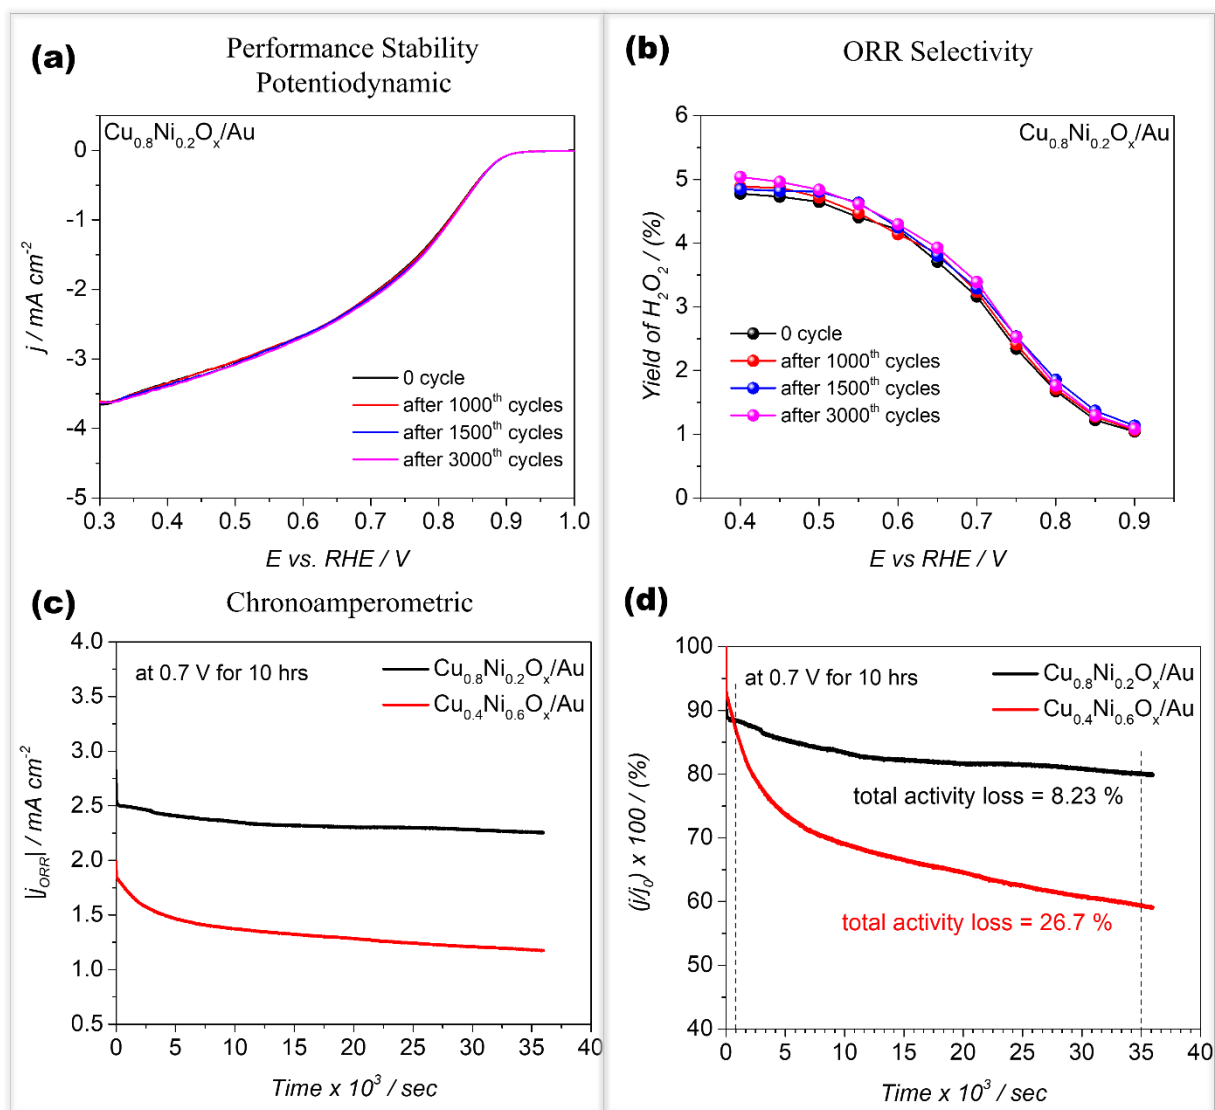 (a)
Performance Stability
Potentiodynamic
Cu0.8Ni0.2Ox/Au
0
-1
-2
-3
-4
-5
j / mA cm-2
0 cycle
after 1000th cycles
after 1500th cycles
after 3000th cycles
0.3 0.4 0.5 0.6 0.7 0.8 0.9 1.0
E vs. RHE / V
(b)
ORR Selectivity
Cu0.8Ni0.2Ox/Au
6
5
4
3
2
1
0
Yield of H2O2 / (%)
0 cycle
after 1000th cycles
after 1500th cycles
after 3000th cycles
0.4 0.5 0.6 0.7 0.8 0.9
E vs RHE / V
(c)
Chronoamperometric
4.0
3.5
3.0
2.5
2.0
1.5
1.0
0.5
|jORR| / mA cm-2
at 0.7 V for 10 hrs
Cu0.8Ni0.2Ox/Au
Cu0.4Ni0.6Ox/Au
0 5 10 15 20 25 30 35 40
Time x 103 / sec
(d)
100
90
80
70
60
50
40
(j/j0) x 100 / (%)
at 0.7 V for 10 hrs
Cu0.8Ni0.2Ox/Au
Cu0.4Ni0.6Ox/Au
total activity loss = 8.23 %
total activity loss = 26.7 %
0 5 10 15 20 25 30 35 40
Time x 103 / sec